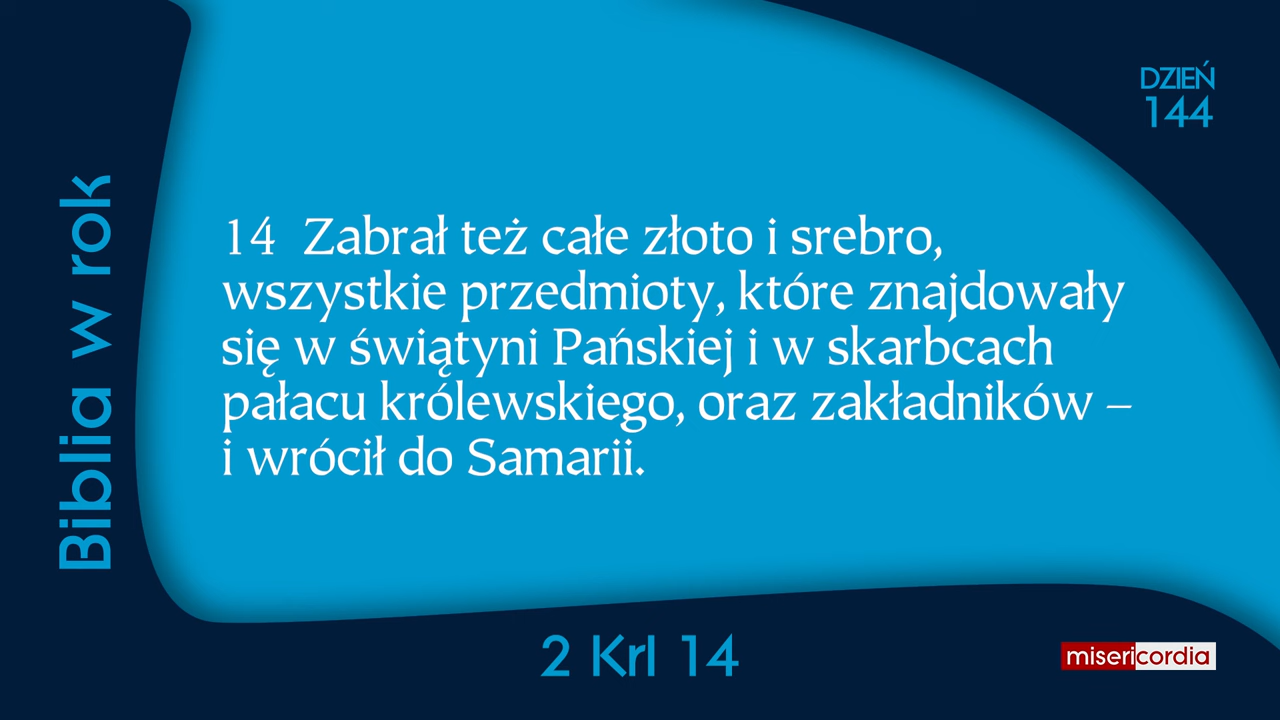 DZIEŃ
144
Biblia w rok
14 Zabrał też całe złoto i srebro,
wszystkie przedmioty, które znajdowały
się w świątyni Pańskiej i w skarbcach
pałacu królewskiego, oraz zakładników –
i wrócił do Samarii.
2 Krl 14
misericordia